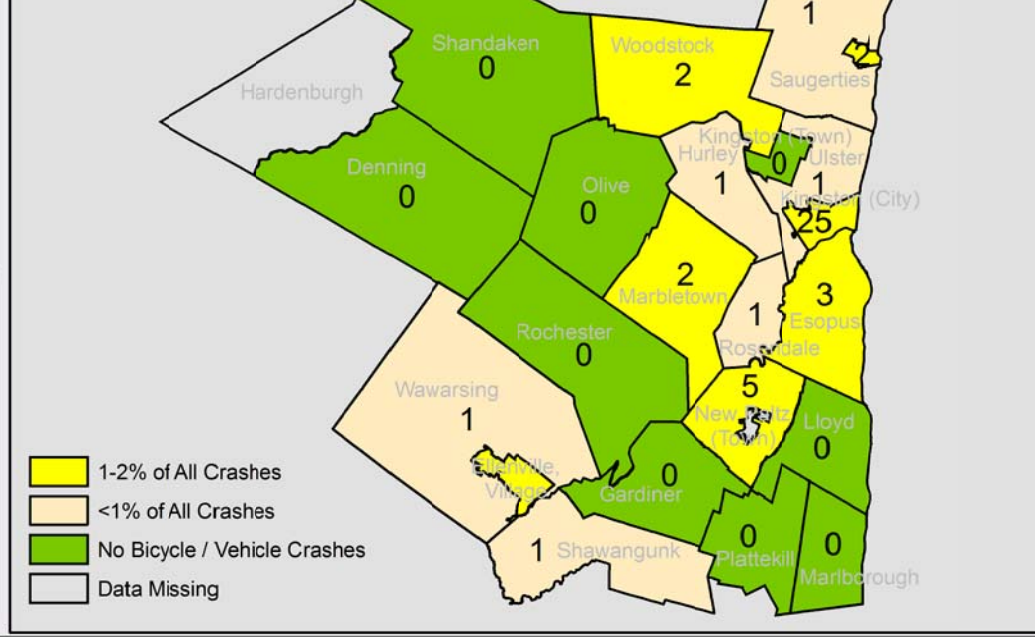 1
Shandaken
0
Woodstock
2
2
Saugerties
Hardenburgh
Kingston (Town)
0
Hurley
1
Ulster
1
Denning
0
Olive
0
Kingston (City)
25
2
Marbletown
3
Esopus
1
Rosendale
Rochester
0
5
New Paltz
(Town)
Wawarsing
1
Lloyd
0
Ellenville,
Village
0
Gardiner
1-2% of All Crashes
<1% of All Crashes
No Bicycle / Vehicle Crashes
Data Missing
1 Shawangunk
0
Plattekill
0
Marlborough